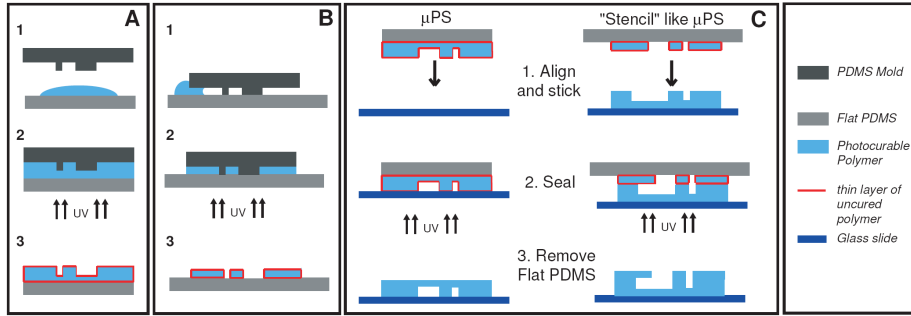 A
1
2
UV
3
B
1
2
UV
3
C
µPS
"Stencil" like µPS
1. Align
and stick
2. Seal
UV
UV
3. Remove
Flat PDMS
PDMS Mold
Flat PDMS
Photocurable
Polymer
thin layer of
uncured
polymer
Glass slide